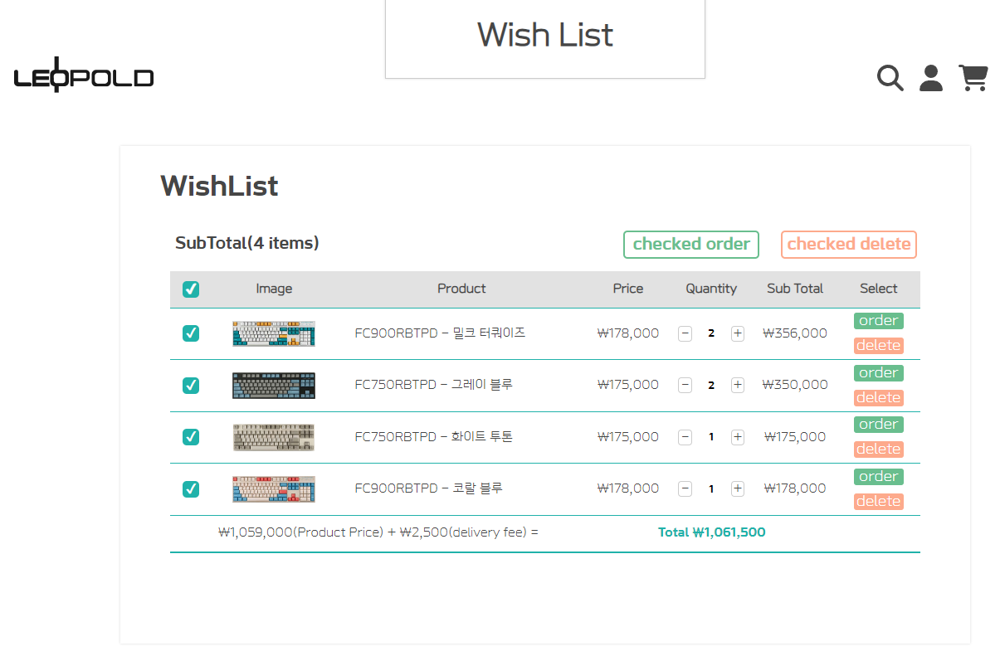 Wish List
LEOPOLD
WishList
SubTotal(4 items)
checked order
checked delete
Image Product Price Quantity Sub Total Select
FC900RBTPD - 밀크 터쿼이즈 ₩178,000 − 2 + ₩356,000 order
delete
FC750RBTPD - 그레이 블루 ₩175,000 − 2 + ₩350,000 order
delete
FC750RBTPD - 화이트 투톤 ₩175,000 − 1 + ₩175,000 order
delete
FC900RBTPD - 코랄 블루 ₩178,000 − 1 + ₩178,000 order
delete
₩1,059,000(Product Price) + ₩2,500(delivery fee) = Total ₩1,061,500